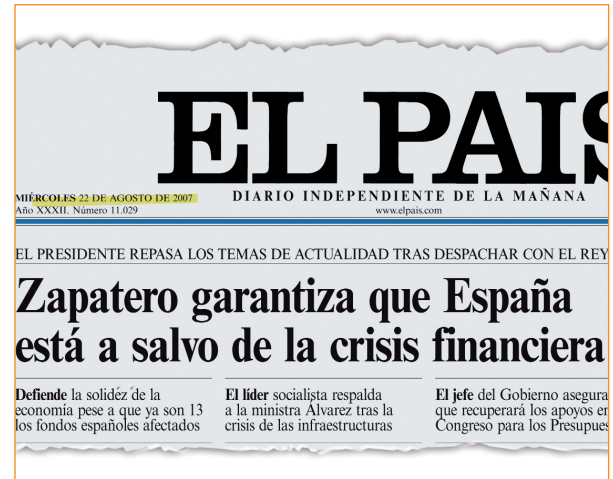 EL PAIS
MIÉRCOLES 22 DE AGOSTO DE 2007
DIARIO INDEPENDIENTE DE LA MAÑANA
Año XXXII. Número 11.029
www.elpais.com
EL PRESIDENTE REPASA LOS TEMAS DE ACTUALIDAD TRAS DESPACHAR CON EL REY
Zapatero garantiza que España
está a salvo de la crisis financiera
Defiende la solidez de la
economía pese a que ya son 13
los fondos españoles afectados
El líder socialista respalda
a la ministra Álvarez tras la
crisis de las infraestructuras
El jefe del Gobierno asegura
que recuperará los apoyos en
Congreso para los Presupues